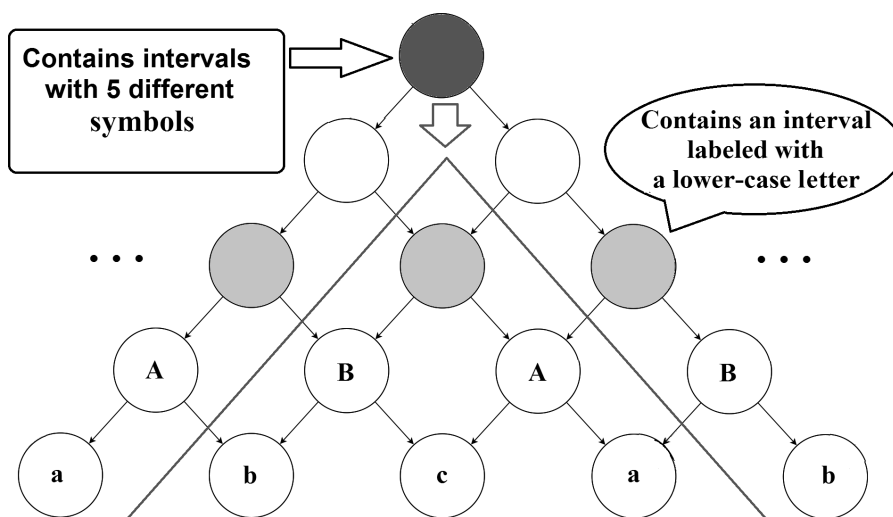 Contains intervals
with 5 different
symbols
Contains an interval
labeled with
a lower-case letter
. . .
. . .
A
B
A
B
a
b
c
a
b